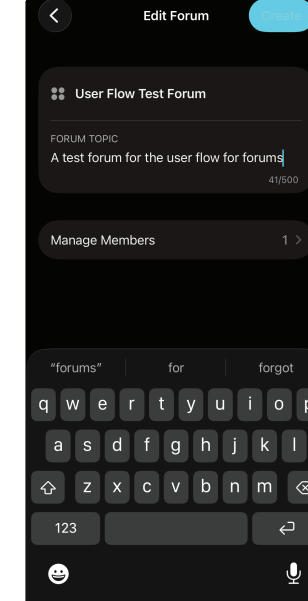 Edit Forum
Create
User Flow Test Forum
FORUM TOPIC
A test forum for the user flow for forums
41/500
Manage Members 1
"forums" for forgot
q w e r t y u i o p
a s d f g h j k l
z x c v b n m
123